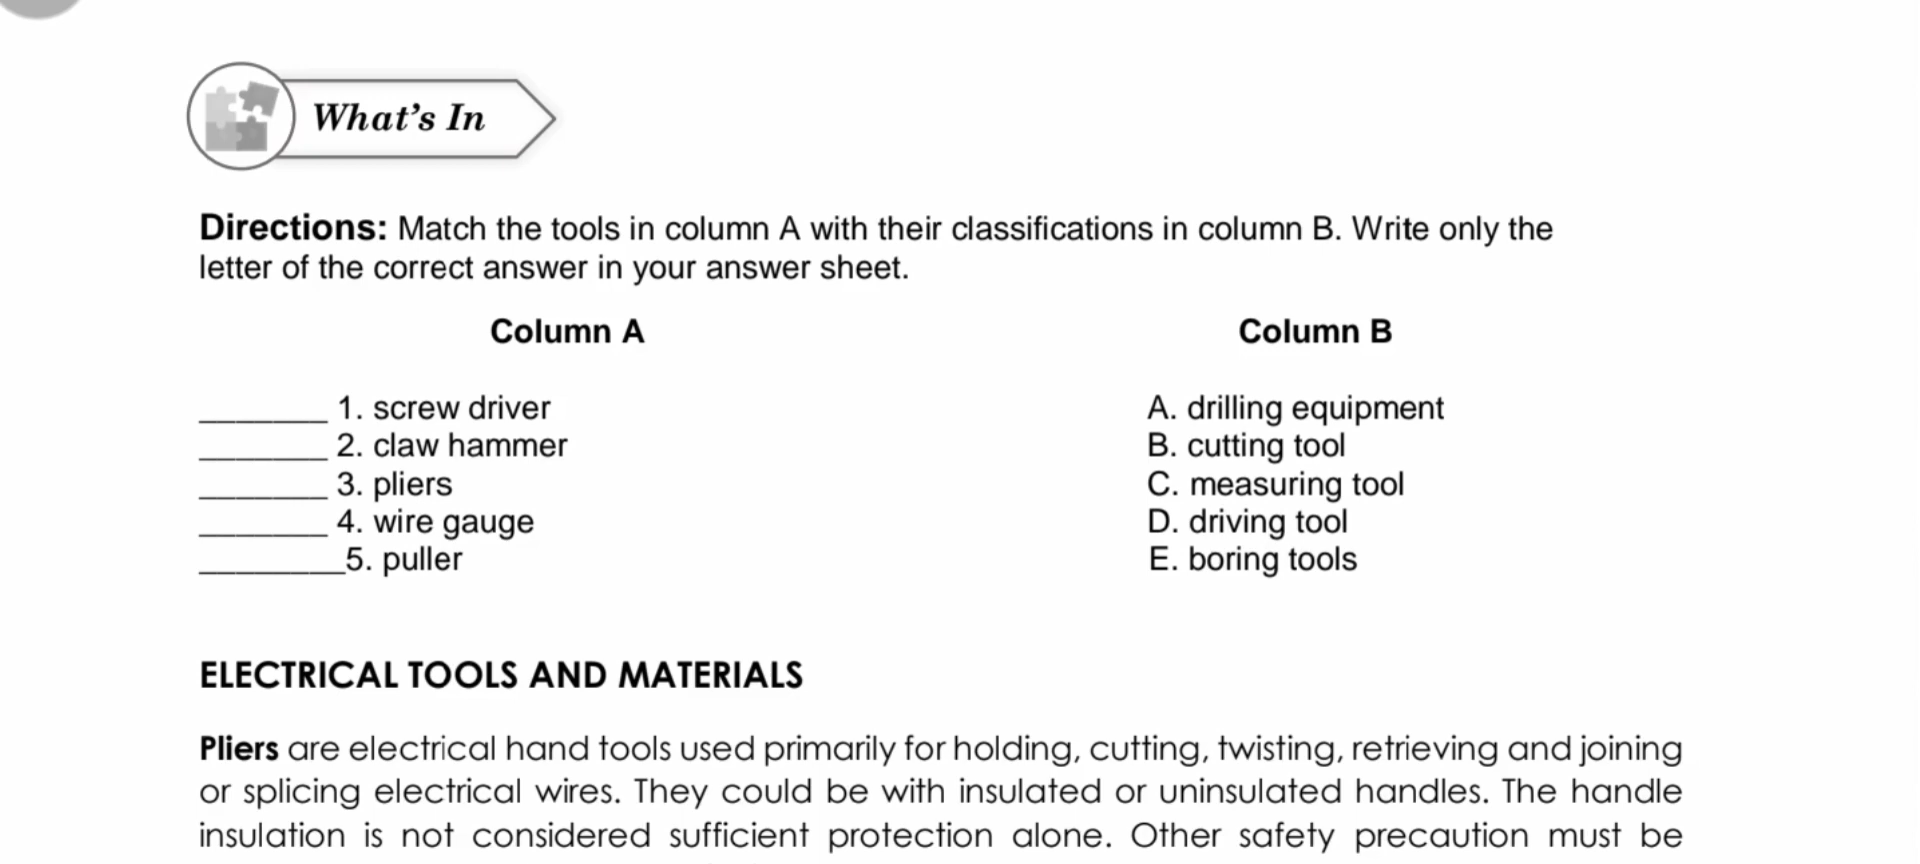 What's In
Directions: Match the tools in column A with their classifications in column B. Write only the
letter of the correct answer in your answer sheet.
Column A Column B
________ 1. screw driver A. drilling equipment
________ 2. claw hammer B. cutting tool
________ 3. pliers C. measuring tool
________ 4. wire gauge D. driving tool
_________5. puller E. boring tools
ELECTRICAL TOOLS AND MATERIALS
Pliers are electrical hand tools used primarily for holding, cutting, twisting, retrieving and joining
or splicing electrical wires. They could be with insulated or uninsulated handles. The handle
insulation is not considered sufficient protection alone. Other safety precaution must be